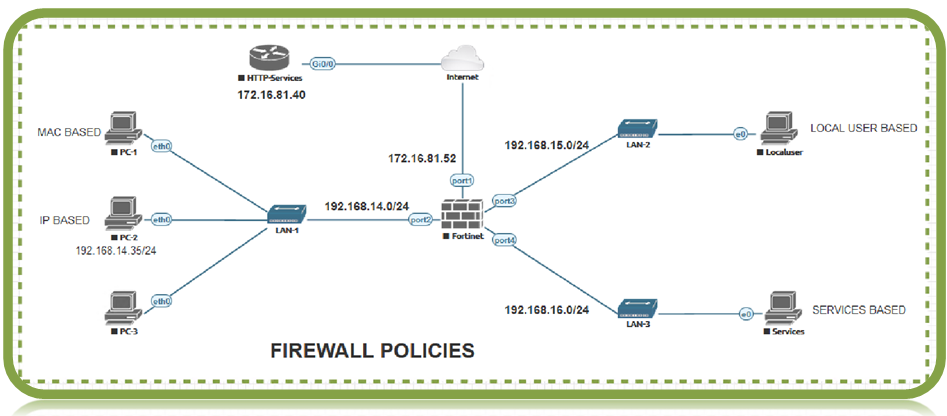 HTTP-Services
Gi0/0
Internet
172.16.81.40
MAC BASED
PC-1
eth0
172.16.81.52
192.168.15.0/24
LAN-2
e0
Localuser
LOCAL USER BASED
port1
port3
IP BASED
PC-2
eth0
192.168.14.35/24
LAN-1
192.168.14.0/24
port2
Fortinet
port4
PC-3
eth0
192.168.16.0/24
LAN-3
e0
Services
SERVICES BASED
FIREWALL POLICIES